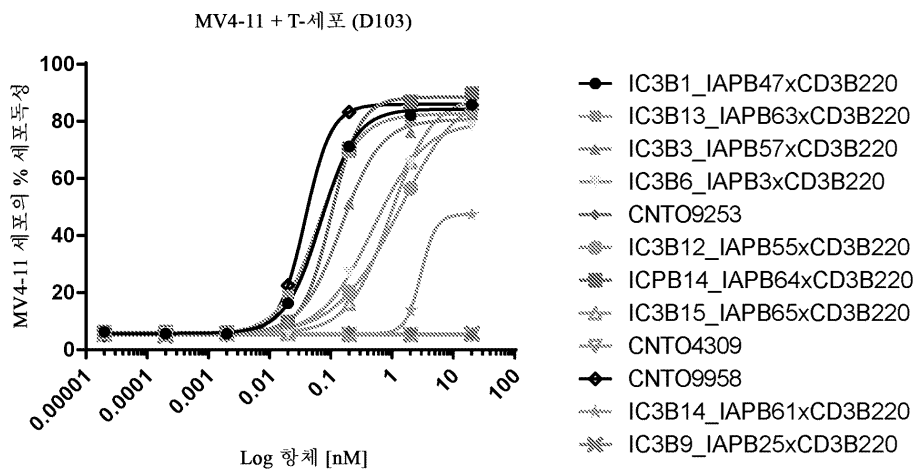 MV4-11 + T-세포 (D103)
MV4-11 세포의 % 세포독성
100
80
60
40
20
0
0.00001
0.0001
0.001
0.01
0.1
1
10
100
Log 항체 [nM]
IC3B1_IAPB47xCD3B220
IC3B13_IAPB63xCD3B220
IC3B3_IAPB57xCD3B220
IC3B6_IAPB3xCD3B220
CNTO9253
IC3B12_IAPB55xCD3B220
ICPB14_IAPB64xCD3B220
IC3B15_IAPB65xCD3B220
CNTO4309
CNTO9958
IC3B14_IAPB61xCD3B220
IC3B9_IAPB25xCD3B220